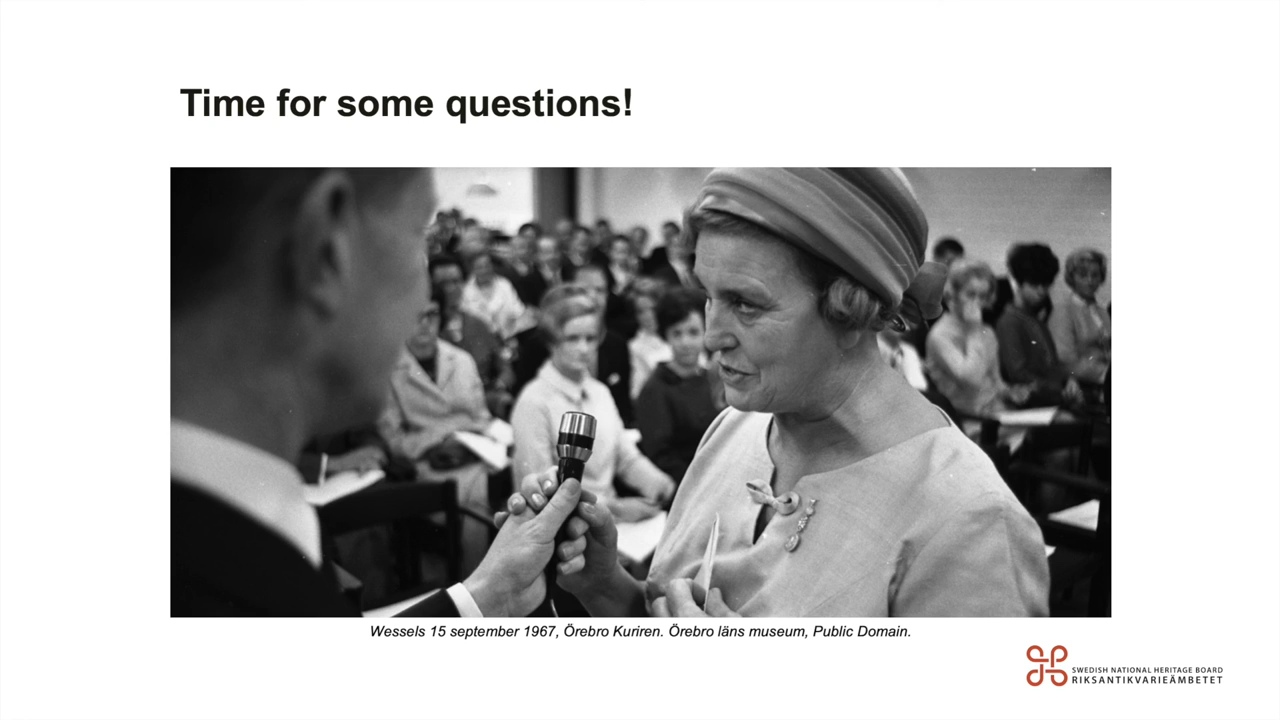 Time for some questions!
Wessels 15 september 1967, Örebro Kuriren. Örebro läns museum, Public Domain.
SWEDISH NATIONAL HERITAGE BOARD
RIKSANTIKVARIEÄMBETET